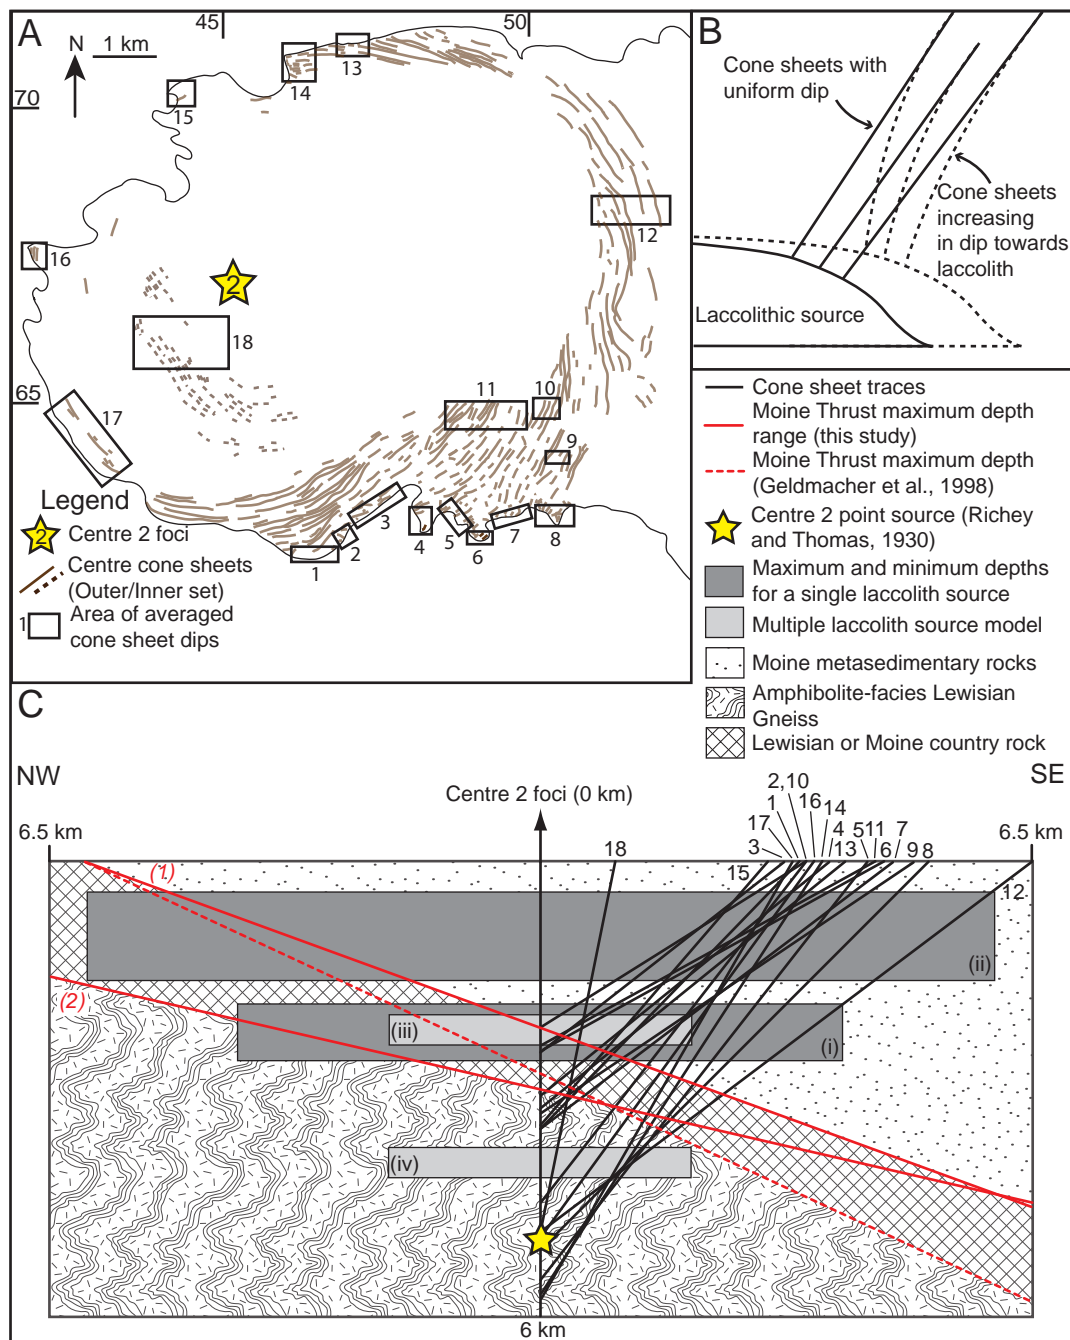 A
45
50
N
1 km
70
65
13
14
15
16
12
2
18
17
11
10
9
3
4
5
6
7
8
2
1
Legend
2
Centre 2 foci
Centre cone sheets
(Outer/Inner set)
1
Area of averaged
cone sheet dips
B
Cone sheets with
uniform dip
Cone sheets
increasing
in dip towards
laccolith
Laccolithic source
Cone sheet traces
Moine Thrust maximum depth
range (this study)
Moine Thrust maximum depth
(Geldmacher et al., 1998)
Centre 2 point source (Richey
and Thomas, 1930)
Maximum and minimum depths
for a single laccolith source
Multiple laccolith source model
Moine metasedimentary rocks
Amphibolite-facies Lewisian
Gneiss
Lewisian or Moine country rock
C
NW
SE
Centre 2 foci (0 km)
6.5 km
6.5 km
2,10
1
16
14
17
4
5
11
7
3
13
6
9
8
18
15
12
(1)
(2)
(ii)
(iii)
(i)
(iv)
6 km